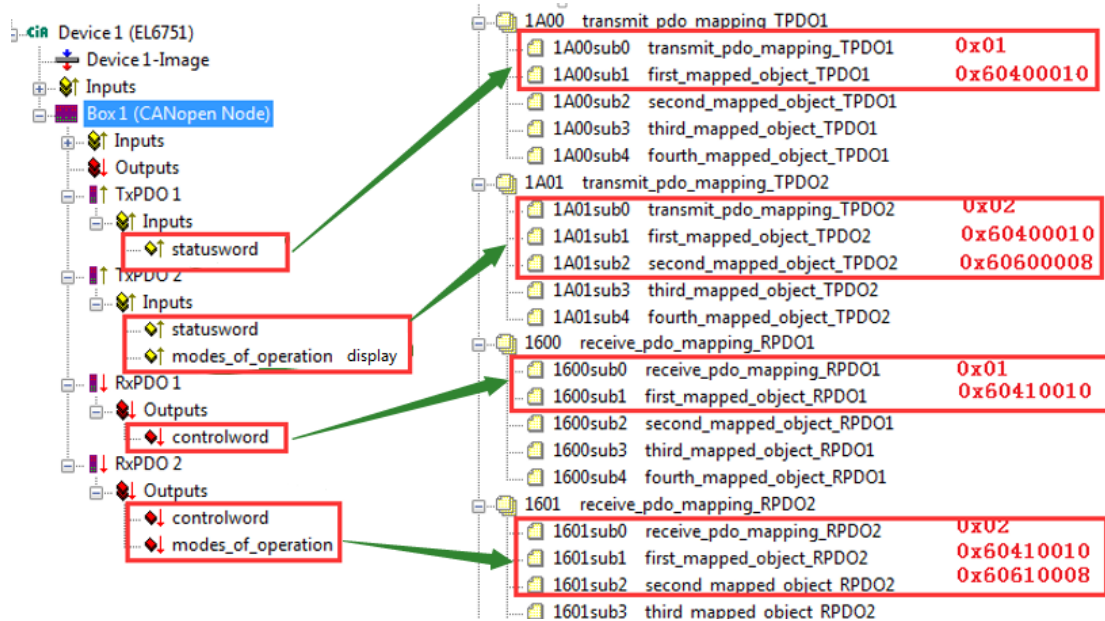 CiA Device 1 (EL6751)
Device 1-Image
Inputs
Box 1 (CANopen Node)
Inputs
Outputs
TxPDO 1
Inputs
statusword
TxPDO 2
Inputs
statusword
modes_of_operation display
RxPDO 1
Outputs
controlword
RxPDO 2
Outputs
controlword
modes_of_operation
1A00 transmit_pdo_mapping_TPDO1
1A00sub0 transmit_pdo_mapping_TPDO1 0x01
1A00sub1 first_mapped_object_TPDO1 0x60400010
1A00sub2 second_mapped_object_TPDO1
1A00sub3 third_mapped_object_TPDO1
1A00sub4 fourth_mapped_object_TPDO1
1A01 transmit_pdo_mapping_TPDO2
1A01sub0 transmit_pdo_mapping_TPDO2 0x02
1A01sub1 first_mapped_object_TPDO2 0x60400010
1A01sub2 second_mapped_object_TPDO2 0x60600008
1A01sub3 third_mapped_object_TPDO2
1A01sub4 fourth_mapped_object_TPDO2
1600 receive_pdo_mapping_RPDO1
1600sub0 receive_pdo_mapping_RPDO1 0x01
1600sub1 first_mapped_object_RPDO1 0x60410010
1600sub2 second_mapped_object_RPDO1
1600sub3 third_mapped_object_RPDO1
1600sub4 fourth_mapped_object_RPDO1
1601 receive_pdo_mapping_RPDO2
1601sub0 receive_pdo_mapping_RPDO2 0x02
1601sub1 first_mapped_object_RPDO2 0x60410010
1601sub2 second_mapped_object_RPDO2 0x60610008
1601sub3 third_mapped_object_RPDO2